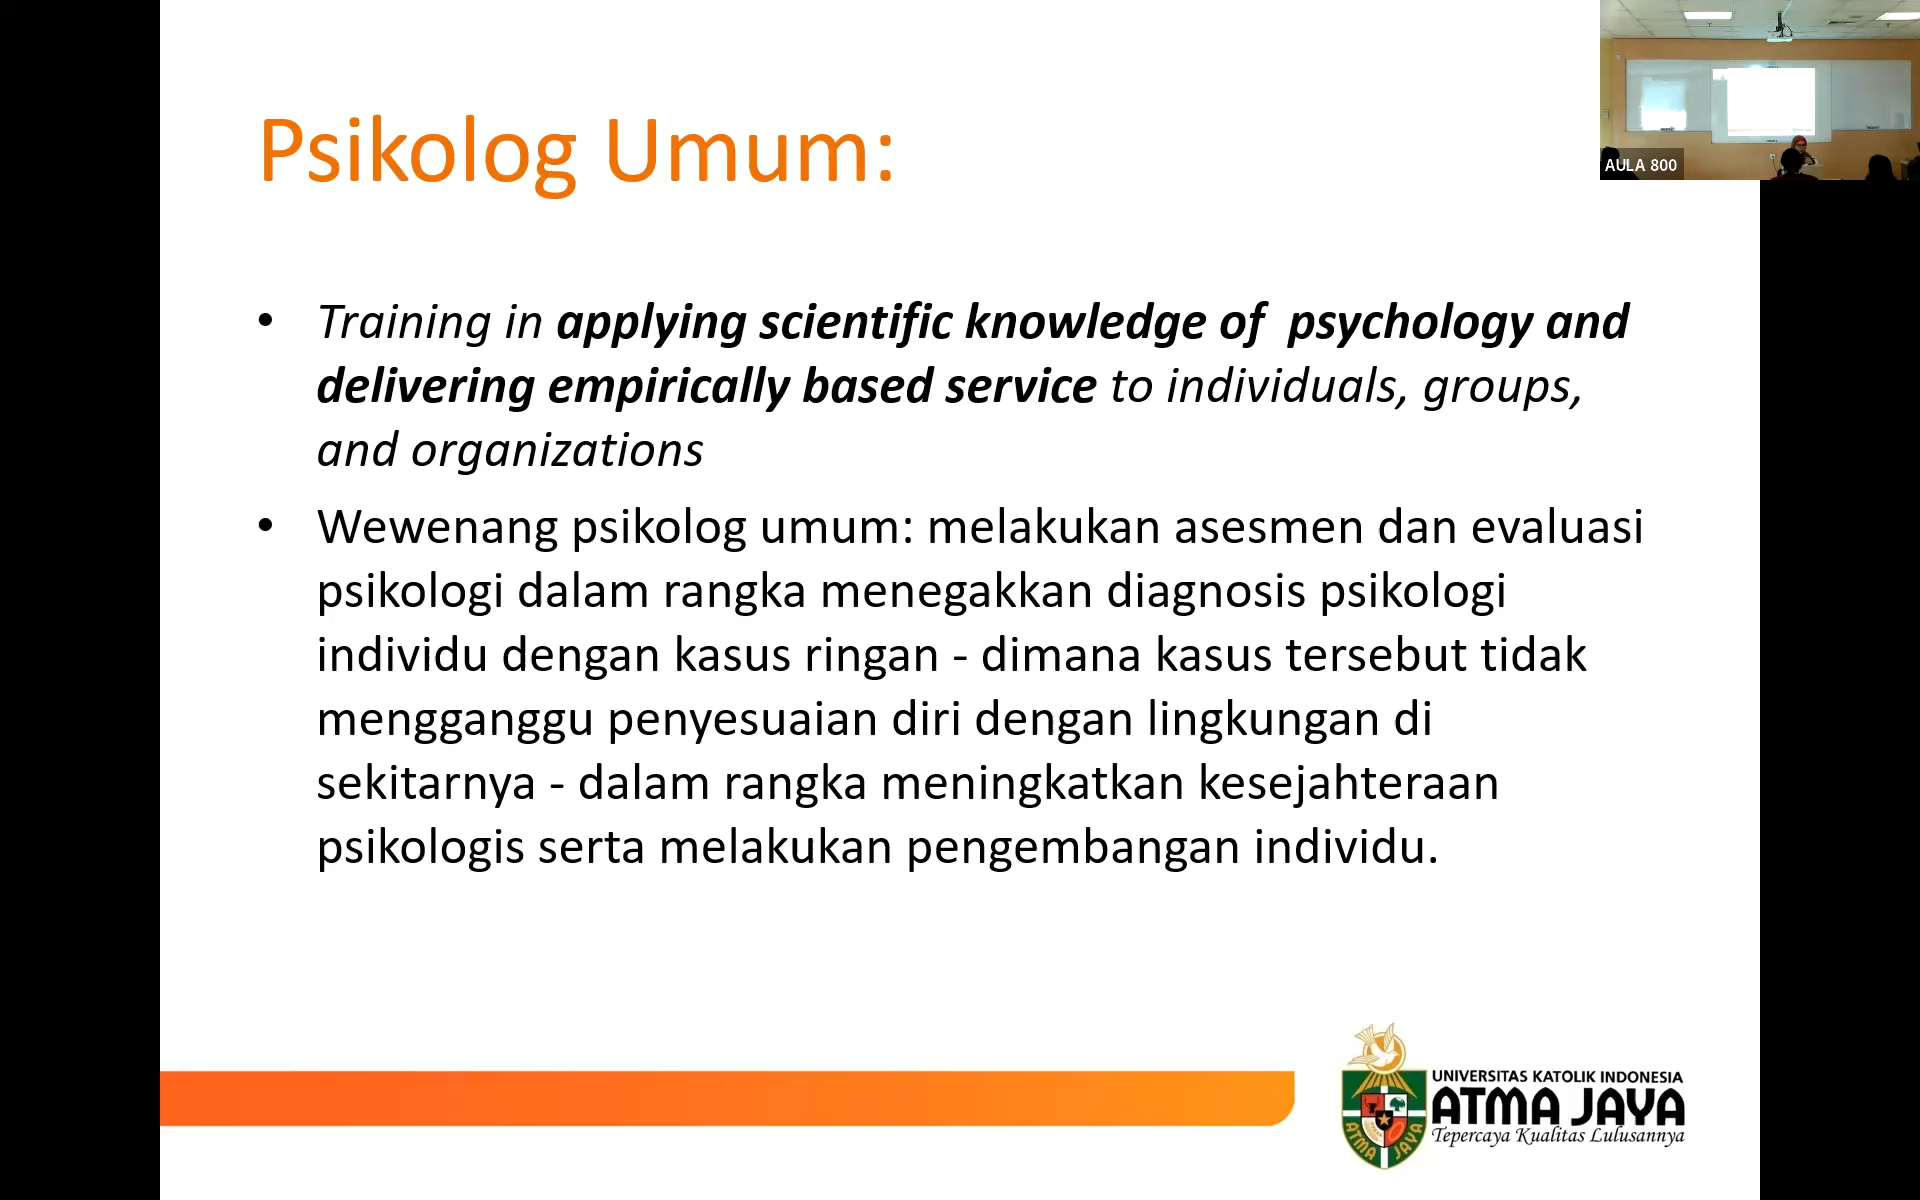 Psikolog Umum:
• Training in applying scientific knowledge of psychology and
delivering empirically based service to individuals, groups,
and organizations
• Wewenang psikolog umum: melakukan asesmen dan evaluasi
psikologi dalam rangka menegakkan diagnosis psikologi
individu dengan kasus ringan - dimana kasus tersebut tidak
mengganggu penyesuaian diri dengan lingkungan di
sekitarnya - dalam rangka meningkatkan kesejahteraan
psikologis serta melakukan pengembangan individu.
AULA 800
UNIVERSITAS KATOLIK INDONESIA
ATMA JAYA
Tepercaya Kualitas Lulusannya
ATMA JAYA